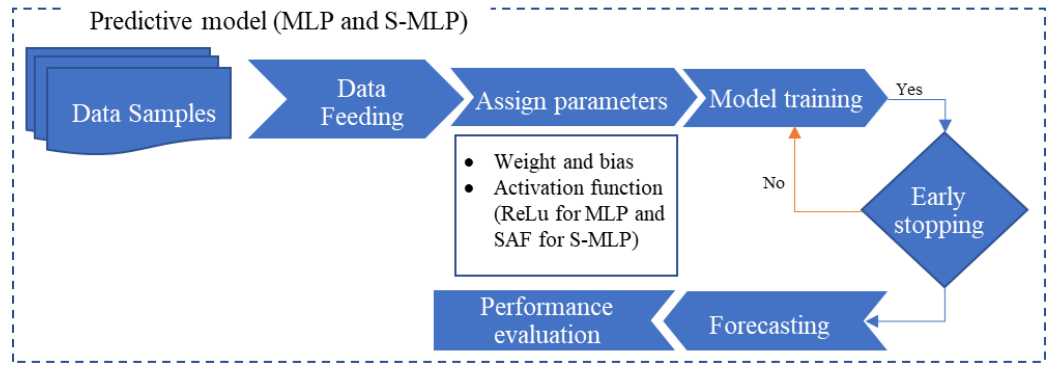 Predictive model (MLP and S-MLP)
Data Samples
Data
Feeding
Assign parameters
Model training
Yes
● Weight and bias
● Activation function
(ReLu for MLP and
SAF for S-MLP)
No
Early
stopping
Performance
evaluation
Forecasting